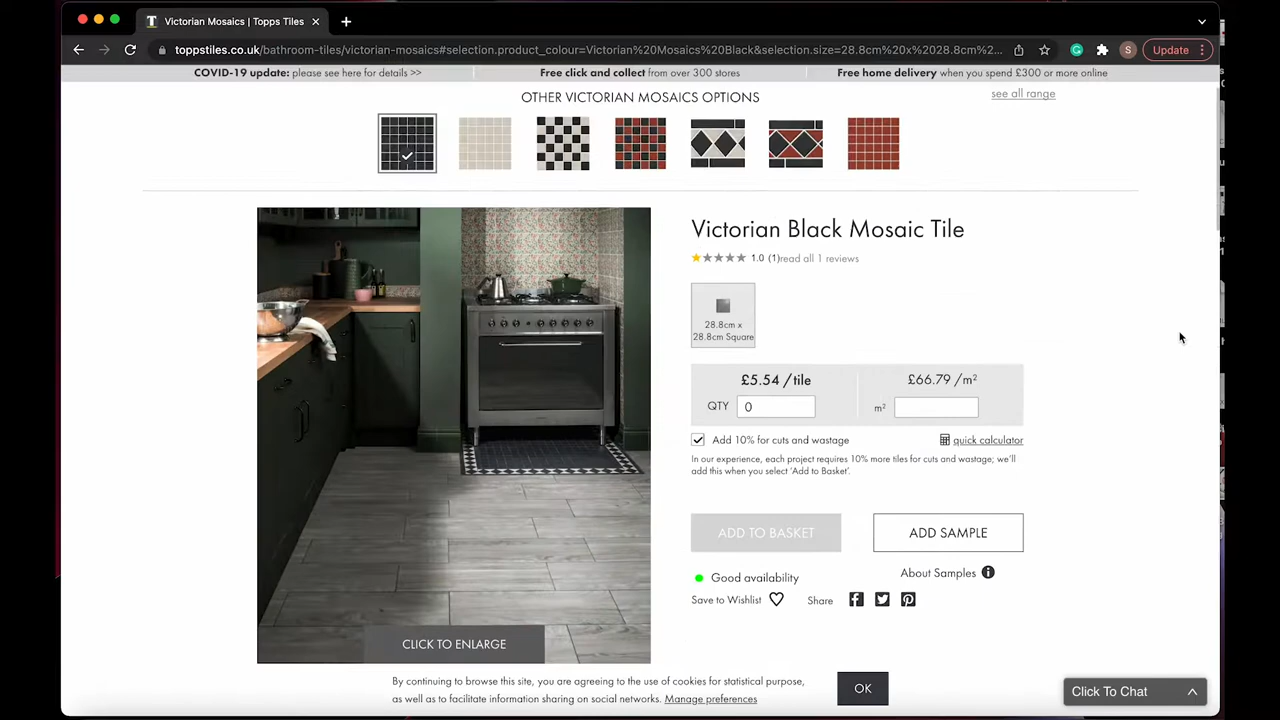 Victorian Mosaics | Topps Tiles
toppstiles.co.uk/bathroom-tiles/victorian-mosaics#selection.product_colour=Victorian%20Mosaics%20Black&selection.size=28.8cm%20x%2028.8cm%20S...
S
Update
COVID-19 update: please see here for details >>
Free click and collect from over 300 stores
Free home delivery when you spend £300 or more online
OTHER VICTORIAN MOSAICS OPTIONS
see all range
Victorian Black Mosaic Tile
1.0 (1)read all 1 reviews
28.8cm x
28.8cm Square
£5.54 /tile
£66.79 /m²
QTY 0
m²
Add 10% for cuts and wastage
quick calculator
In our experience, each project requires 10% more tiles for cuts and wastage; we'll
add this when you select 'Add to Basket'.
ADD TO BASKET
ADD SAMPLE
Good availability
About Samples
Save to Wishlist
Share
CLICK TO ENLARGE
By continuing to browse this site, you are agreeing to the use of cookies for statistical purpose,
as well as to facilitate information sharing on social networks. Manage preferences
OK
Click To Chat